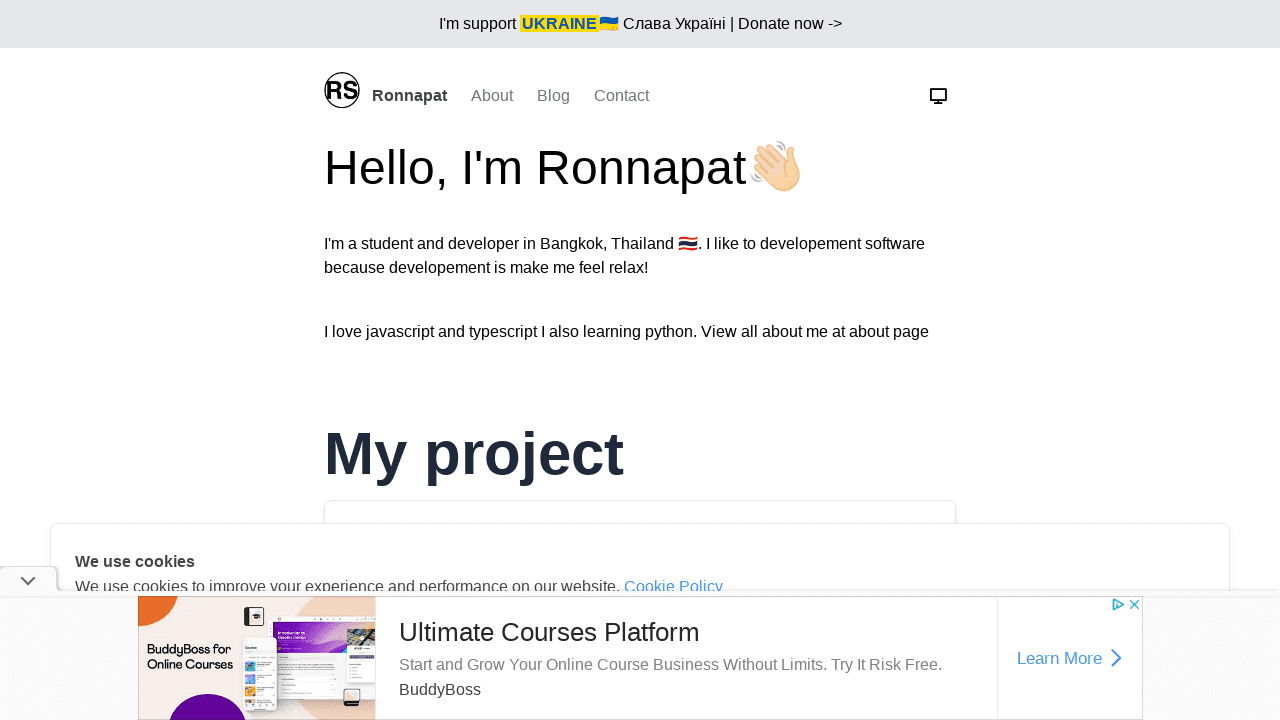 I'm support UKRAINE🇺🇦 Слава Україні | Donate now ->
RS Ronnapat About Blog Contact
Hello, I'm Ronnapat👋🏻
I'm a student and developer in Bangkok, Thailand 🇹🇭. I like to developement software
because developement is make me feel relax!
I love javascript and typescript I also learning python. View all about me at about page
My project
We use cookies
We use cookies to improve your experience and performance on our website. Cookie Policy
BuddyBoss for
Online Courses
Introduction to
Graphic Design
Ultimate Courses Platform
Start and Grow Your Online Course Business Without Limits. Try It Risk Free.
BuddyBoss
Learn More